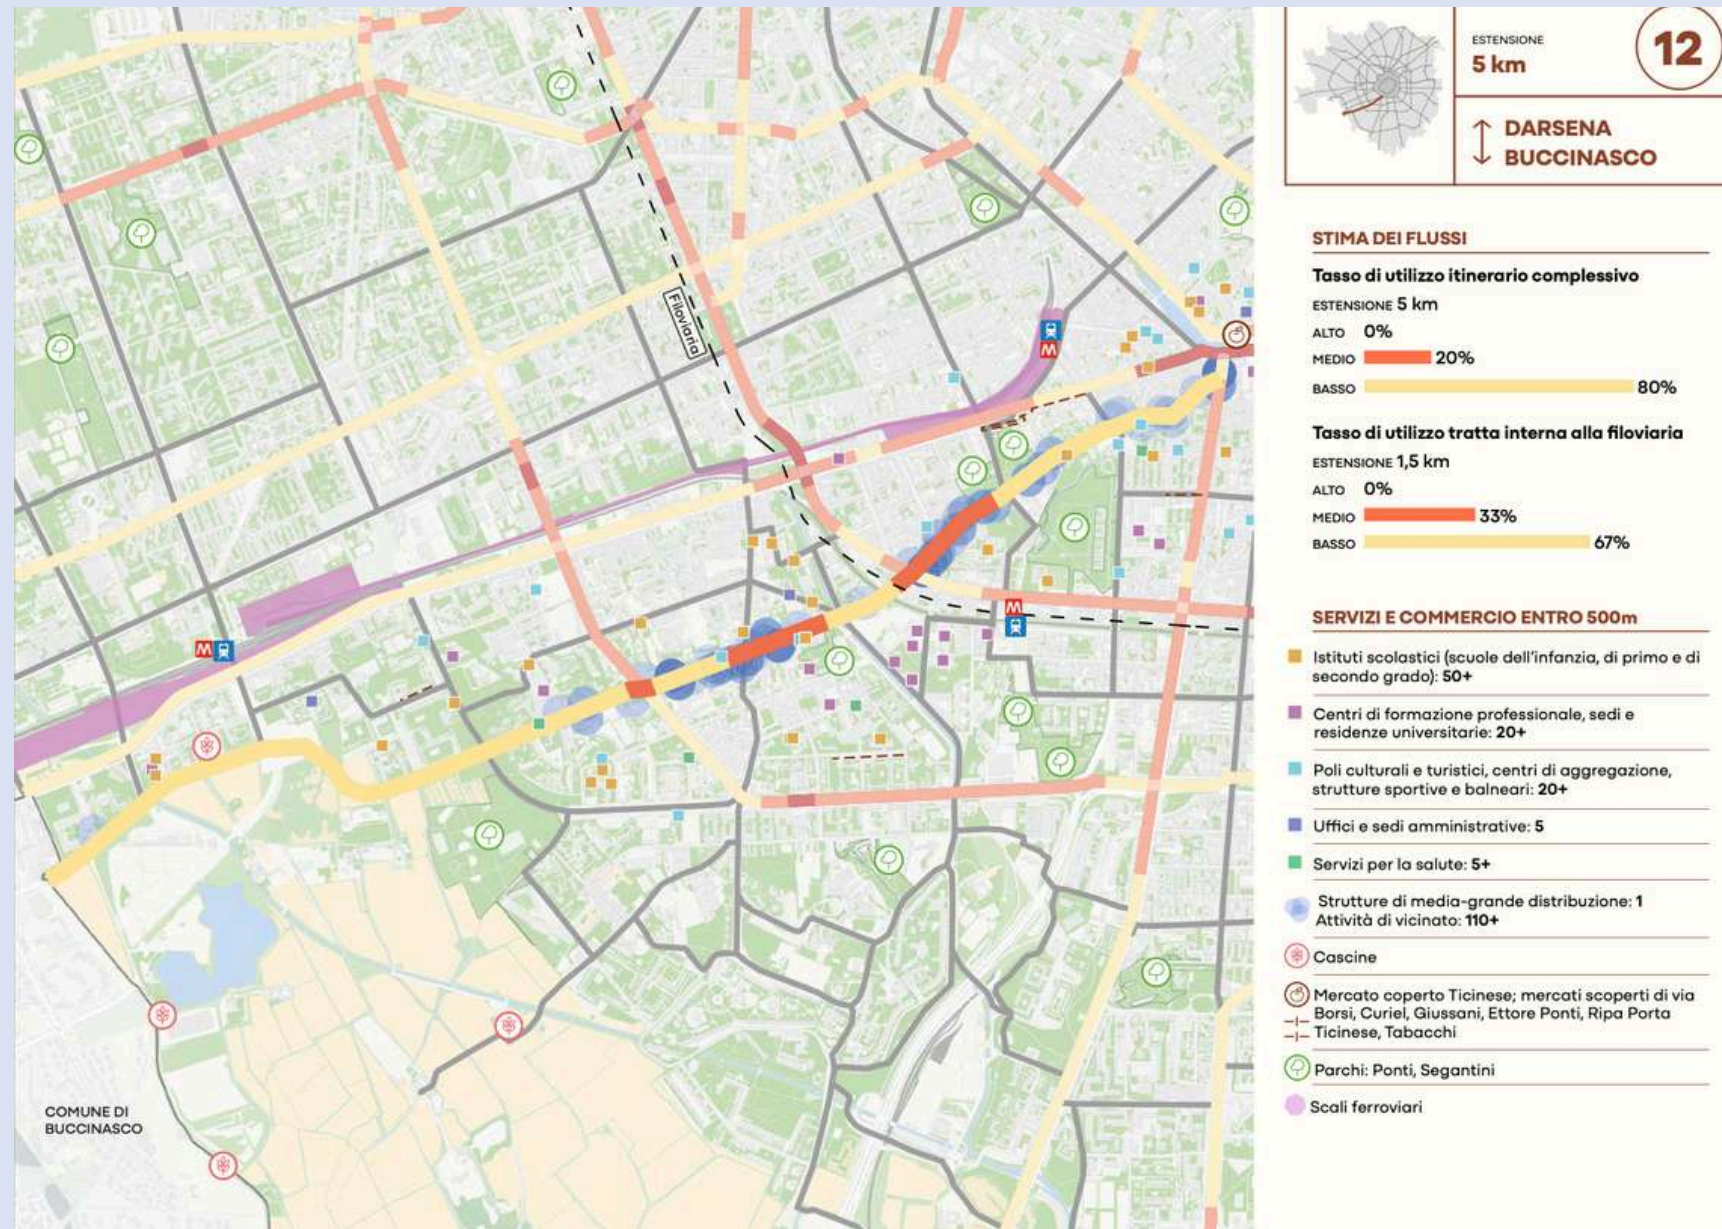 Filoviaria
M
M
M
COMUNE DI
BUCCINASCO
ESTENSIONE
5 km
12
DARSENA
BUCCINASCO
STIMA DEI FLUSSI
Tasso di utilizzo itinerario complessivo
ESTENSIONE 5 km
ALTO 0%
MEDIO 20%
BASSO 80%
Tasso di utilizzo tratta interna alla filoviaria
ESTENSIONE 1,5 km
ALTO 0%
MEDIO 33%
BASSO 67%
SERVIZI E COMMERCIO ENTRO 500m
Istituti scolastici (scuole dell'infanzia, di primo e di
secondo grado): 50+
Centri di formazione professionale, sedi e
residenze universitarie: 20+
Poli culturali e turistici, centri di aggregazione,
strutture sportive e balneari: 20+
Uffici e sedi amministrative: 5
Servizi per la salute: 5+
Strutture di media-grande distribuzione: 1
Attività di vicinato: 110+
Cascine
Mercato coperto Ticinese; mercati scoperti di via
Borsi, Curiel, Giussani, Ettore Ponti, Ripa Porta
Ticinese, Tabacchi
Parchi: Ponti, Segantini
Scali ferroviari